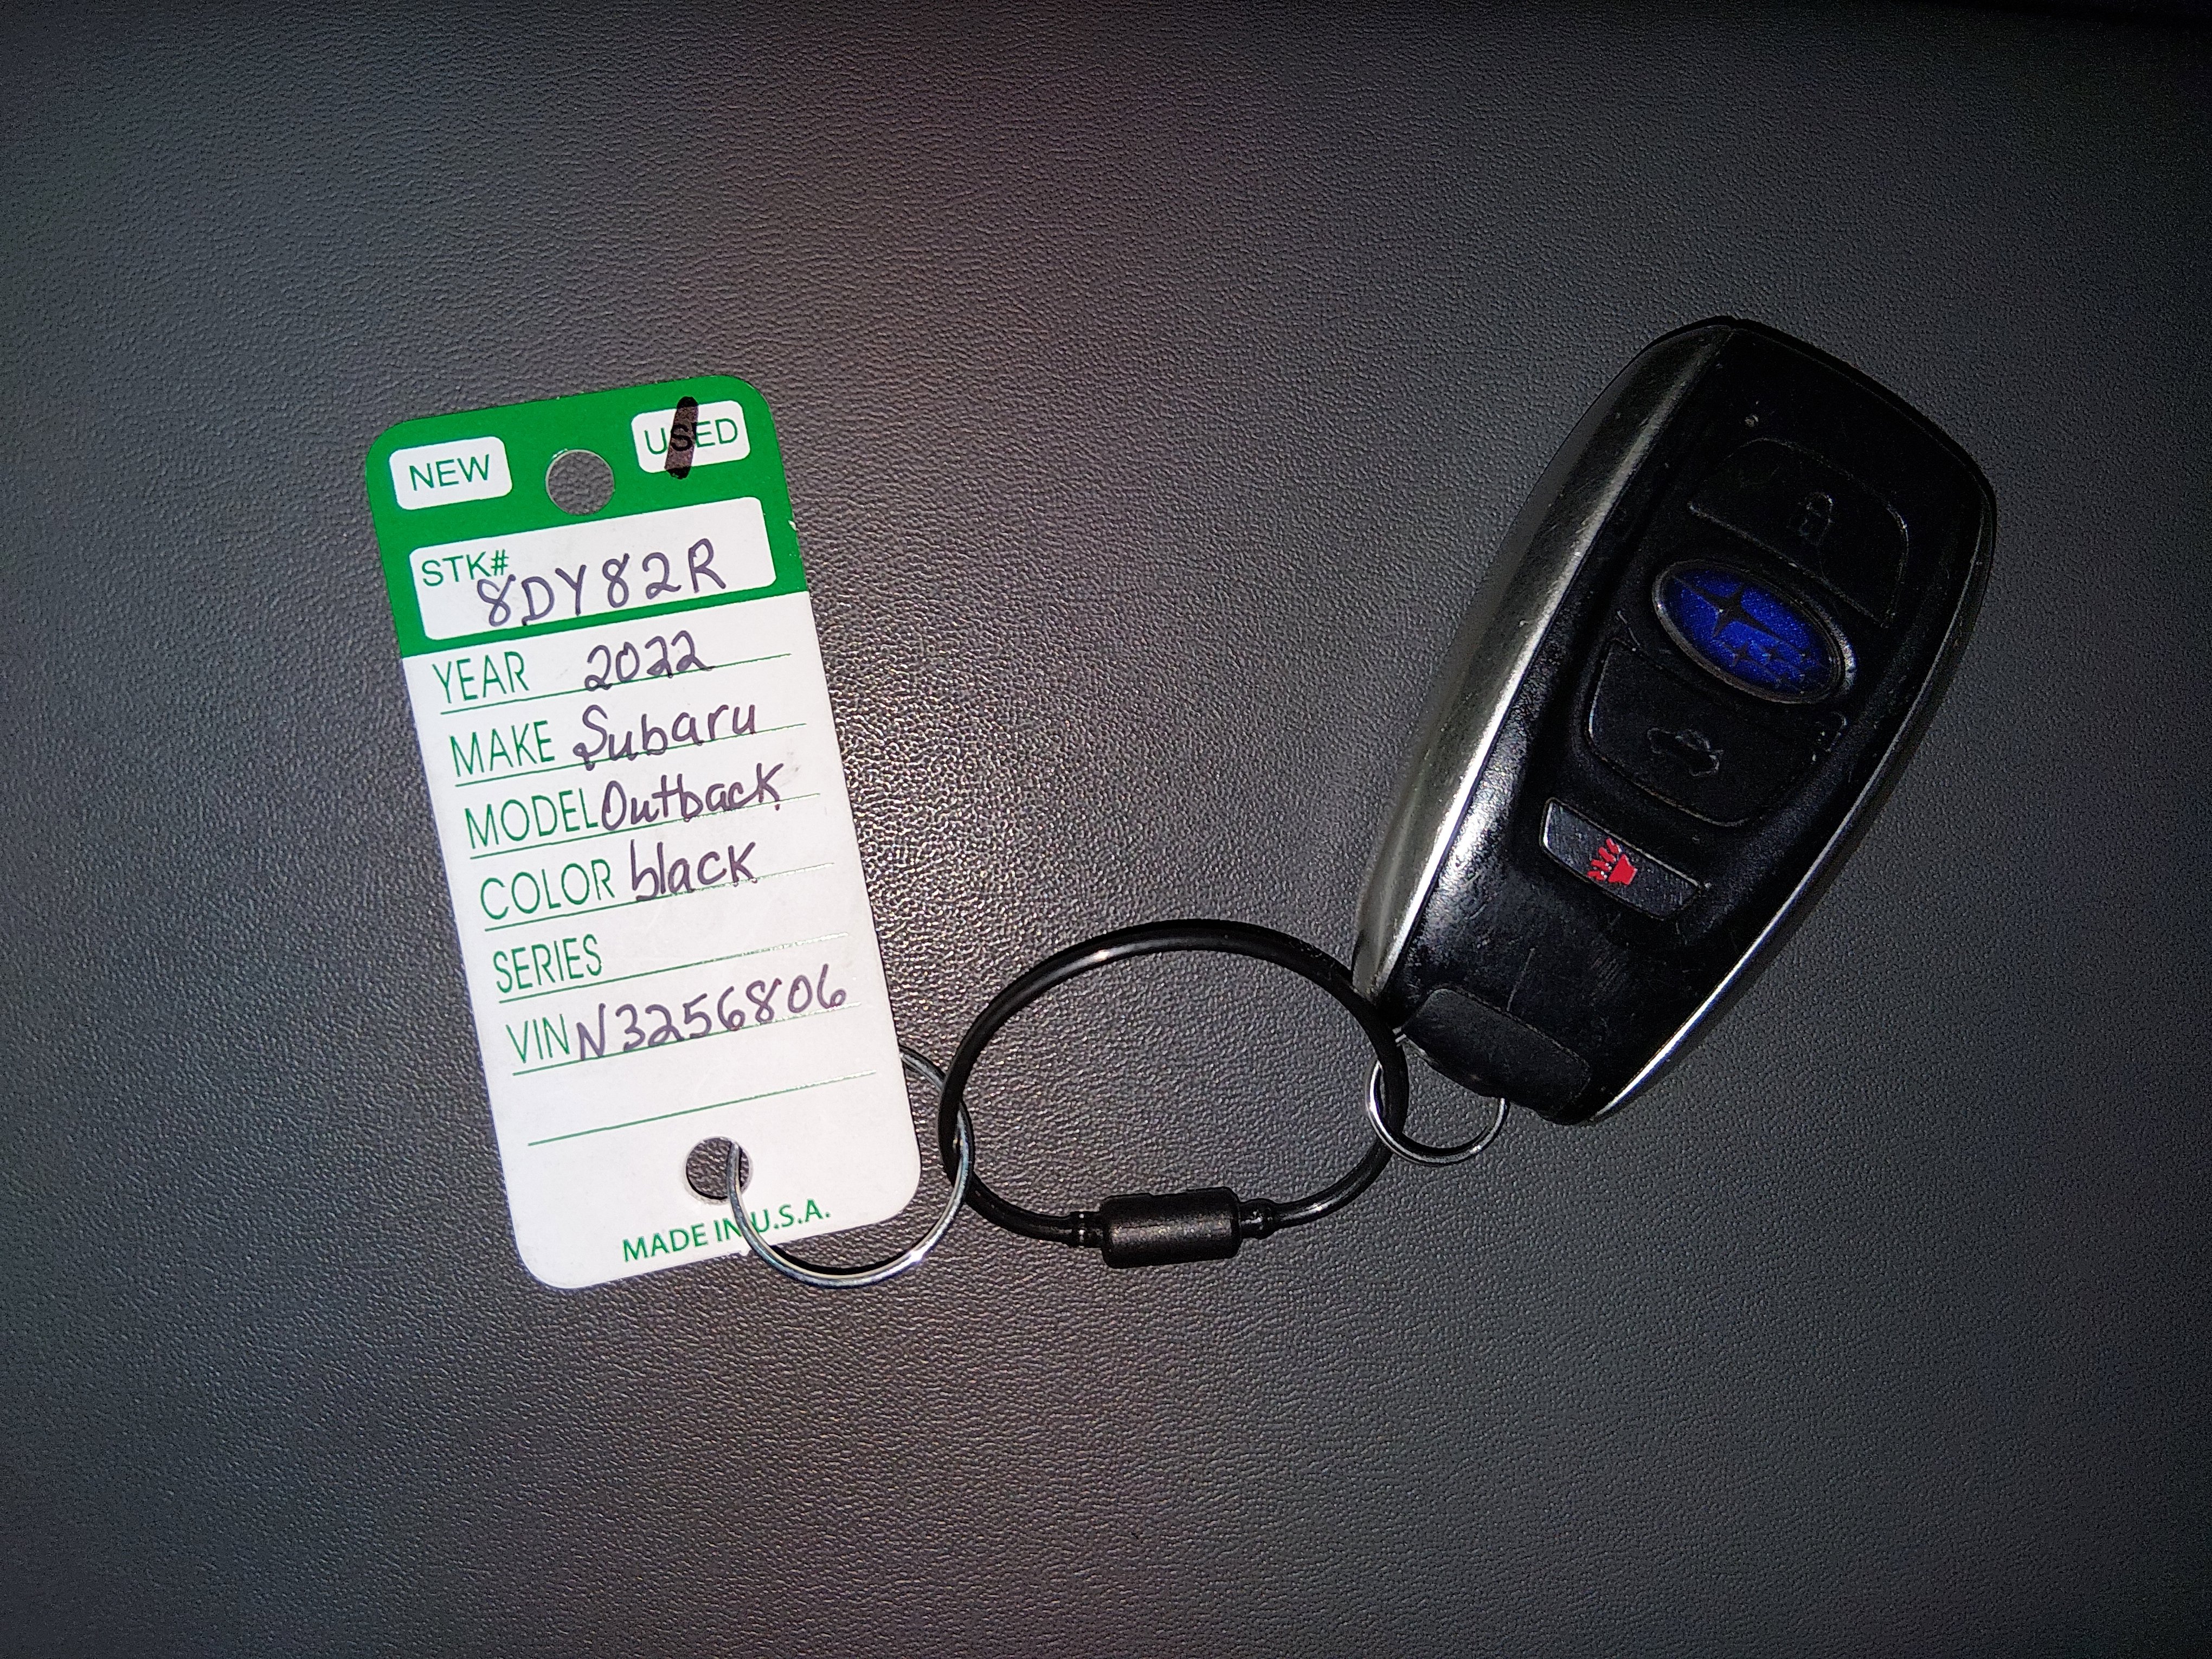 NEW USED
STK# 8DY82R
YEAR 2022
MAKE Subaru
MODEL Outback
COLOR black
SERIES
VIN N3256806
MADE IN U.S.A.